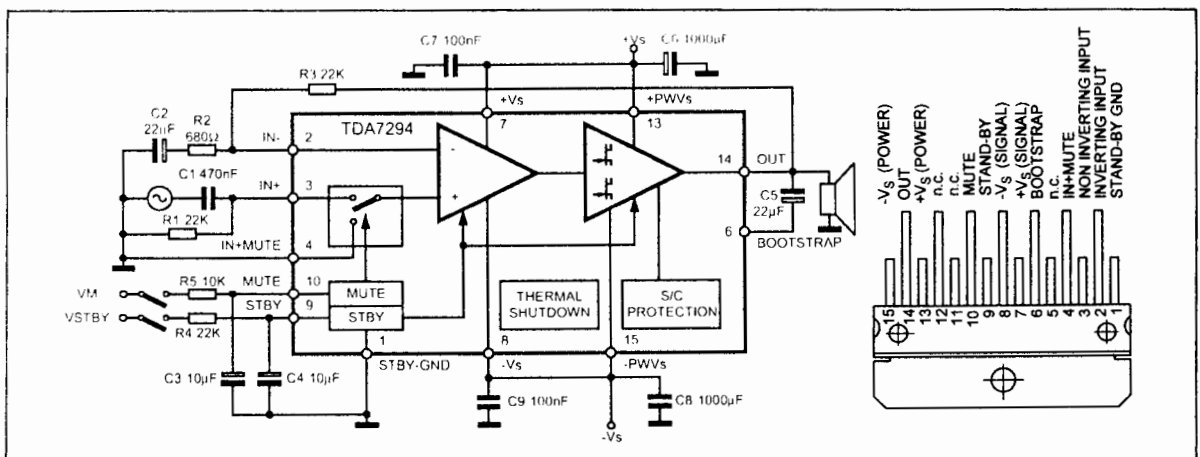 C7 100nF
+Vs
C6 1000µF
R3 22K
+Vs
+PWVs
C2
22µF
R2
680Ω
IN-
2
TDA7294
7
13
-
+
14
OUT
C1 470nF
IN+
3
R1 22K
4
IN+MUTE
C5
22µF
6
BOOTSTRAP
VM
R5 10K
MUTE
10
MUTE
VSTBY
R4 22K
STBY
9
STBY
THERMAL
SHUTDOWN
S/C
PROTECTION
1
STBY-GND
8
-Vs
15
-PWVs
C3 10µF
C4 10µF
C9 100nF
C8 1000µF
-Vs
-VS (POWER)
OUT
+VS (POWER)
n.c.
n.c.
MUTE
STAND-BY
-VS (SIGNAL)
+VS (SIGNAL)
BOOTSTRAP
n.c.
IN+MUTE
NON INVERTING INPUT
INVERTING INPUT
STAND-BY GND
15 14 13 12 11 10 9 8 7 6 5 4 3 2 1